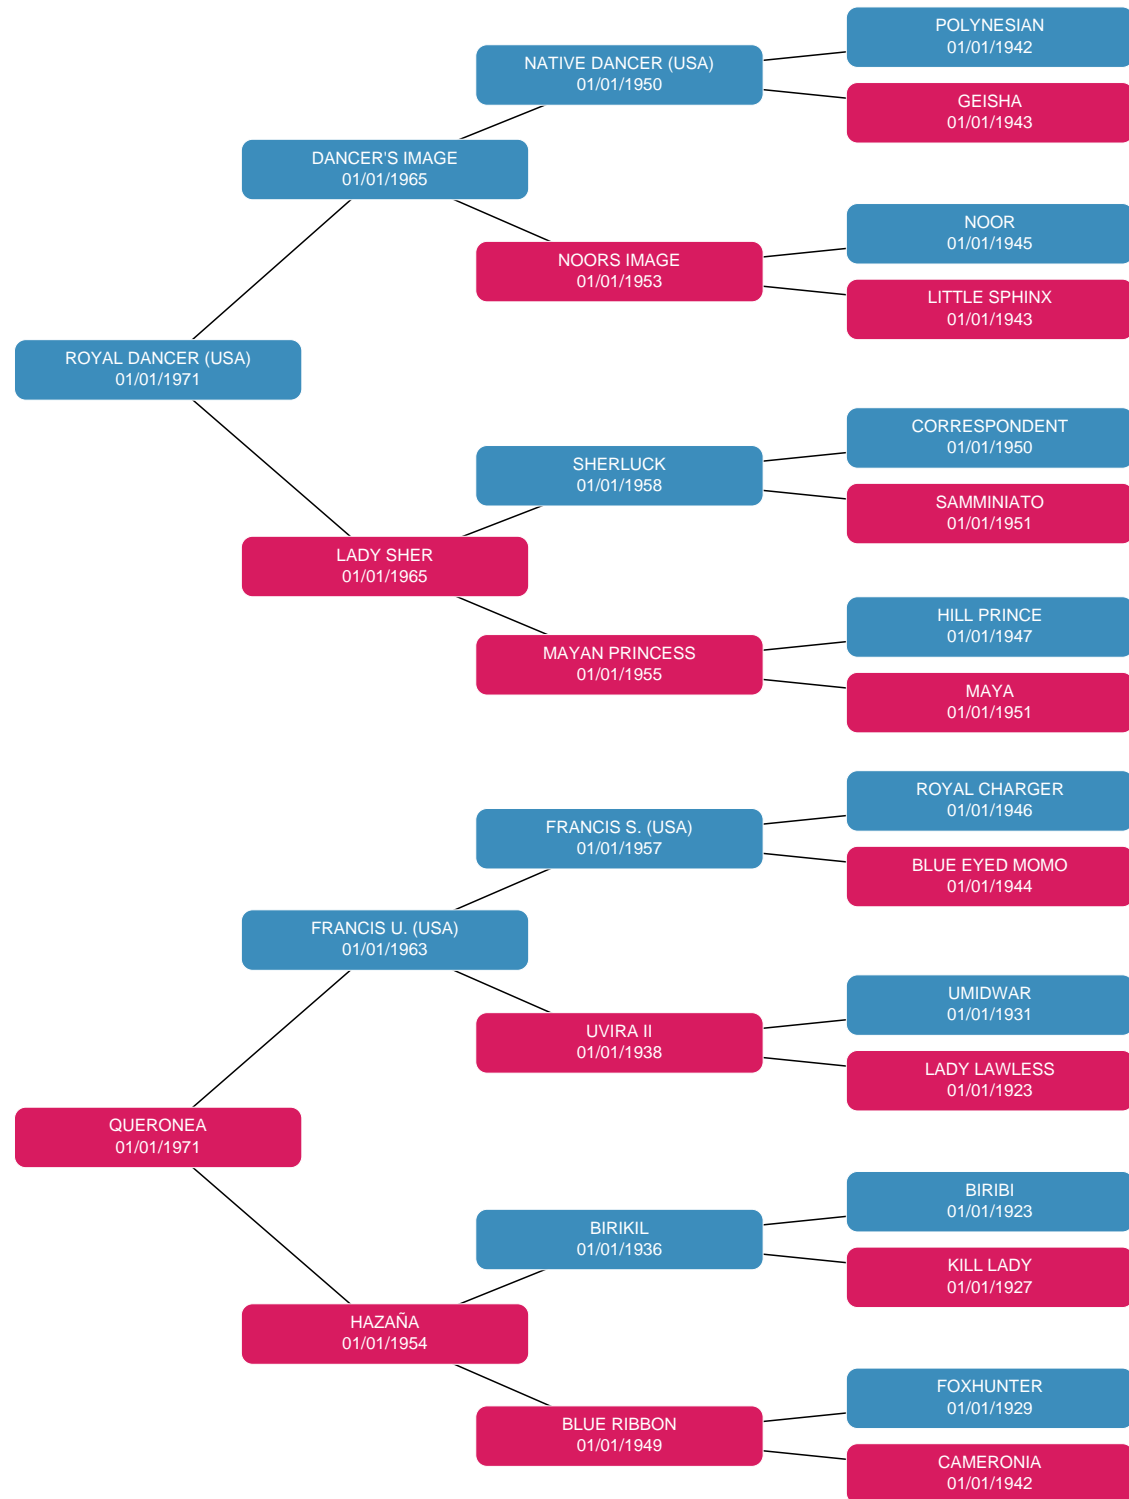 POLYNESIAN
01/01/1942
NATIVE DANCER (USA)
01/01/1950
GEISHA
01/01/1943
DANCER'S IMAGE
01/01/1965
NOOR
01/01/1945
NOORS IMAGE
01/01/1953
LITTLE SPHINX
01/01/1943
ROYAL DANCER (USA)
01/01/1971
CORRESPONDENT
01/01/1950
SHERLUCK
01/01/1958
SAMMINIATO
01/01/1951
LADY SHER
01/01/1965
HILL PRINCE
01/01/1947
MAYAN PRINCESS
01/01/1955
MAYA
01/01/1951
ROYAL CHARGER
01/01/1946
FRANCIS S. (USA)
01/01/1957
BLUE EYED MOMO
01/01/1944
FRANCIS U. (USA)
01/01/1963
UMIDWAR
01/01/1931
UVIRA II
01/01/1938
LADY LAWLESS
01/01/1923
QUERONEA
01/01/1971
BIRIBI
01/01/1923
BIRIKIL
01/01/1936
KILL LADY
01/01/1927
HAZAÑA
01/01/1954
FOXHUNTER
01/01/1929
BLUE RIBBON
01/01/1949
CAMERONIA
01/01/1942